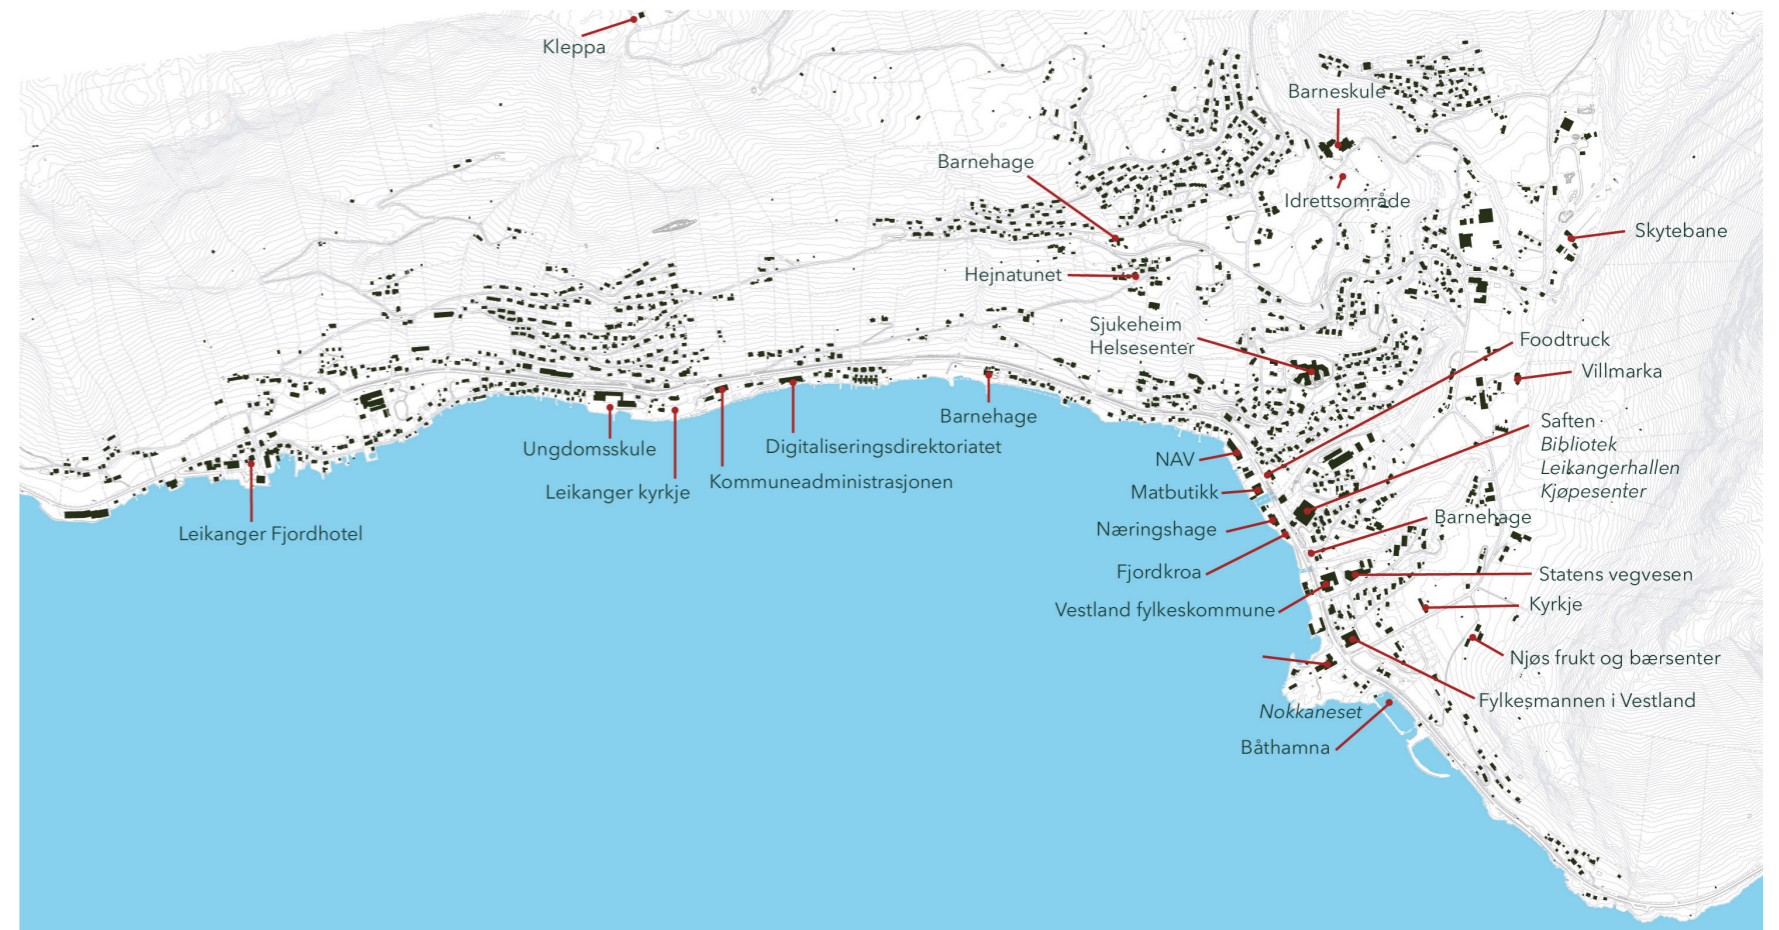 Kleppa
Barneskule
Barnehage
Idrettsområde
Skytebane
Hejnatunet
Sjukeheim
Helsesenter
Foodtruck
Villmarka
Barnehage
Saften
Bibliotek
Leikangerhallen
Kjøpesenter
Ungdomsskule
Digitaliseringsdirektoriatet
NAV
Kommuneadministrasjonen
Leikanger kyrkje
Matbutikk
Barnehage
Næringshage
Leikanger Fjordhotel
Fjordkroa
Statens vegvesen
Kyrkje
Vestland fylkeskommune
Njøs frukt og bærsenter
Fylkesmannen i Vestland
Nokkaneset
Båthamna